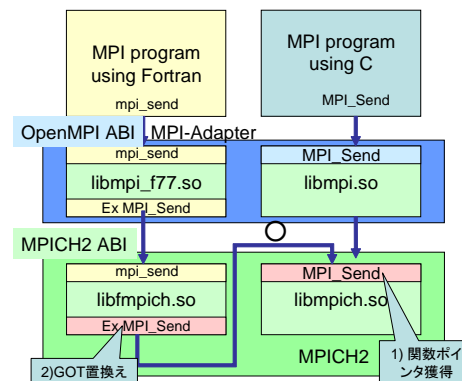 MPI program
using Fortran
mpi_send
MPI program
using C
MPI_Send
OpenMPI ABI
MPI-Adapter
mpi_send
libmpi_f77.so
Ex MPI_Send
MPI_Send
libmpi.so
MPICH2 ABI
mpi_send
libfmpich.so
Ex MPI_Send
MPI_Send
libmpich.so
MPICH2
2)GOT置換え
1) 関数ポイ
ンタ獲得